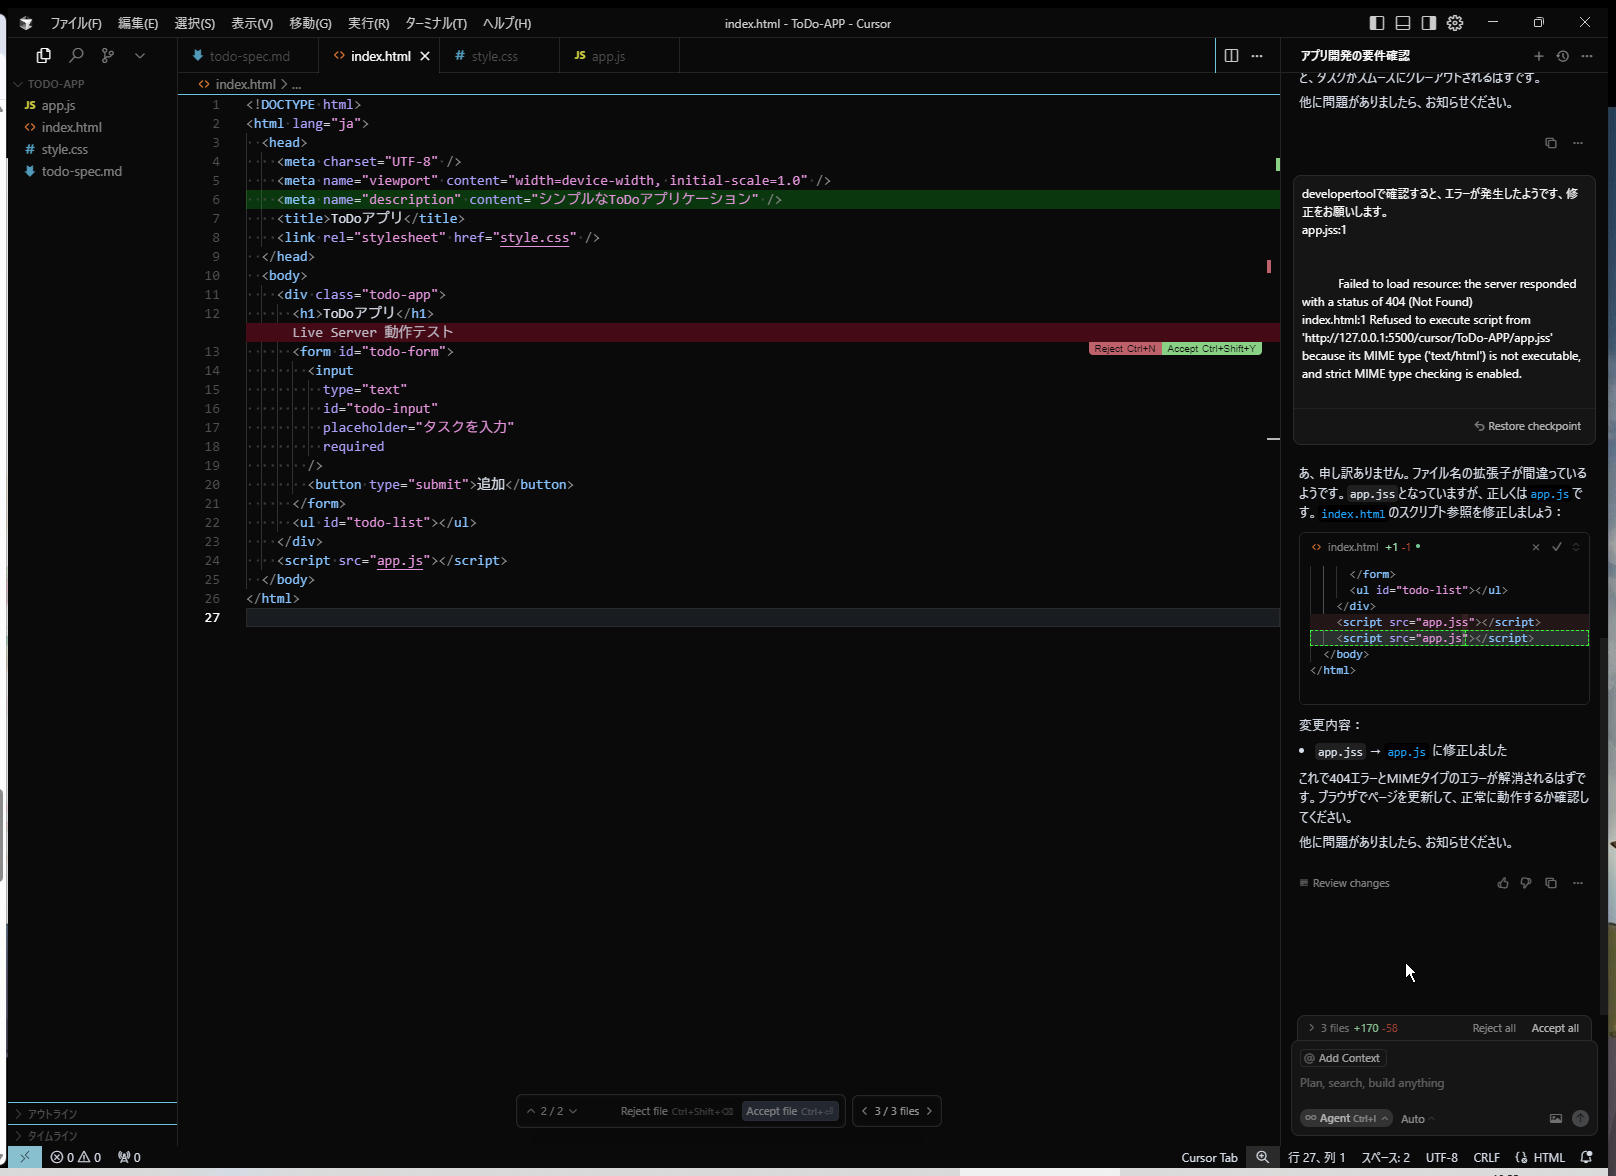 ファイル(F) 編集(E) 選択(S) 表示(V) 移動(G) 実行(R) ターミナル(T) ヘルプ(H)
index.html - ToDo-APP - Cursor
TODO-APP
JS app.js
<> index.html
# style.css
todo-spec.md
アウトライン
タイムライン
todo-spec.md
<> index.html
# style.css
JS app.js
<> index.html > ...
1 <!DOCTYPE html>
2 <html lang="ja">
3 <head>
4 <meta charset="UTF-8" />
5 <meta name="viewport" content="width=device-width, initial-scale=1.0" />
6 <meta name="description" content="シンプルなToDoアプリケーション" />
7 <title>ToDoアプリ</title>
8 <link rel="stylesheet" href="style.css" />
9 </head>
10 <body>
11 <div class="todo-app">
12 <h1>ToDoアプリ</h1>
Live Server 動作テスト
13 <form id="todo-form">
Reject Ctrl+N Accept Ctrl+Shift+Y
14 <input
15 type="text"
16 id="todo-input"
17 placeholder="タスクを入力"
18 required
19 />
20 <button type="submit">追加</button>
21 </form>
22 <ul id="todo-list"></ul>
23 </div>
24 <script src="app.js"></script>
25 </body>
26 </html>
27
2 / 2 Reject file Ctrl+Shift+⌫ Accept file Ctrl+⏎
< 3 / 3 files >
アプリ開発の要件確認
と、タスクがスムーズにグレーアウトされるはずです。
他に問題がありましたら、お知らせください。
developertoolで確認すると、エラーが発生したようです、修
正をお願いします。
app.jss:1
Failed to load resource: the server responded
with a status of 404 (Not Found)
index.html:1 Refused to execute script from
'http://127.0.0.1:5500/cursor/ToDo-APP/app.jss'
because its MIME type ('text/html') is not executable,
and strict MIME type checking is enabled.
Restore checkpoint
あ、申し訳ありません。ファイル名の拡張子が間違っている
ようです。app.jssとなっていますが、正しくは app.js で
す。index.html のスクリプト参照を修正しましょう：
<> index.html +1 -1
</form>
<ul id="todo-list"></ul>
</div>
<script src="app.jss"></script>
<script src="app.js"></script>
</body>
</html>
変更内容：
• app.jss → app.js に修正しました
これで404エラーとMIMEタイプのエラーが解消されるはずで
す。ブラウザでページを更新して、正常に動作するか確認し
てください。
他に問題がありましたら、お知らせください。
Review changes
> 3 files +170 -58 Reject all Accept all
@ Add Context
Plan, search, build anything
∞ Agent Ctrl+I Auto
0 0 0
Cursor Tab 行 27、列 1 スペース: 2 UTF-8 CRLF HTML